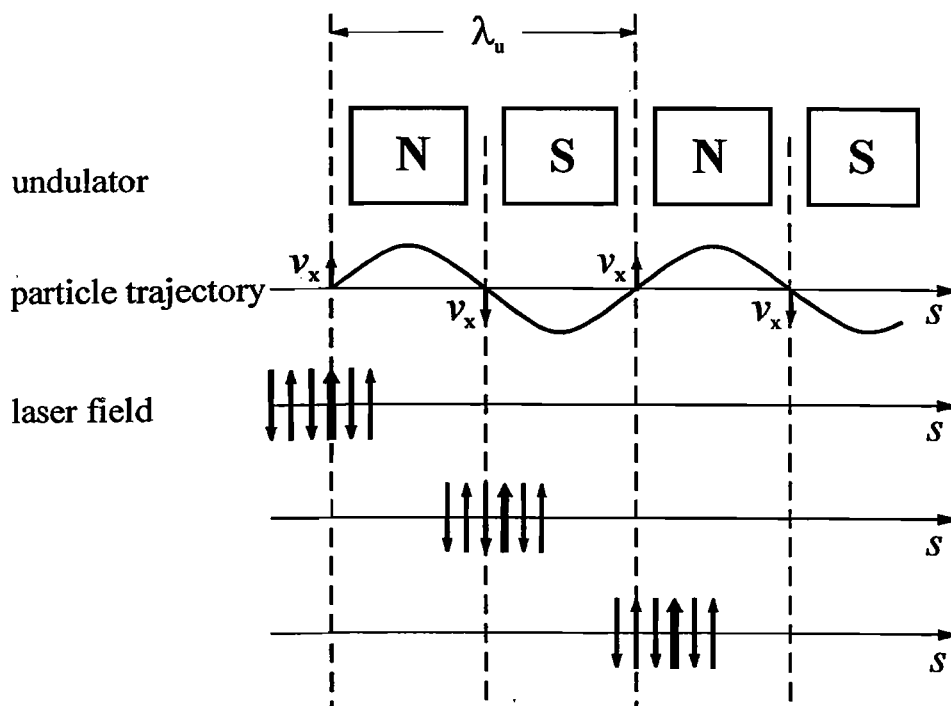 λu
N S N S
undulator
vx vx
particle trajectory
vx vx s
laser field
s
s
s